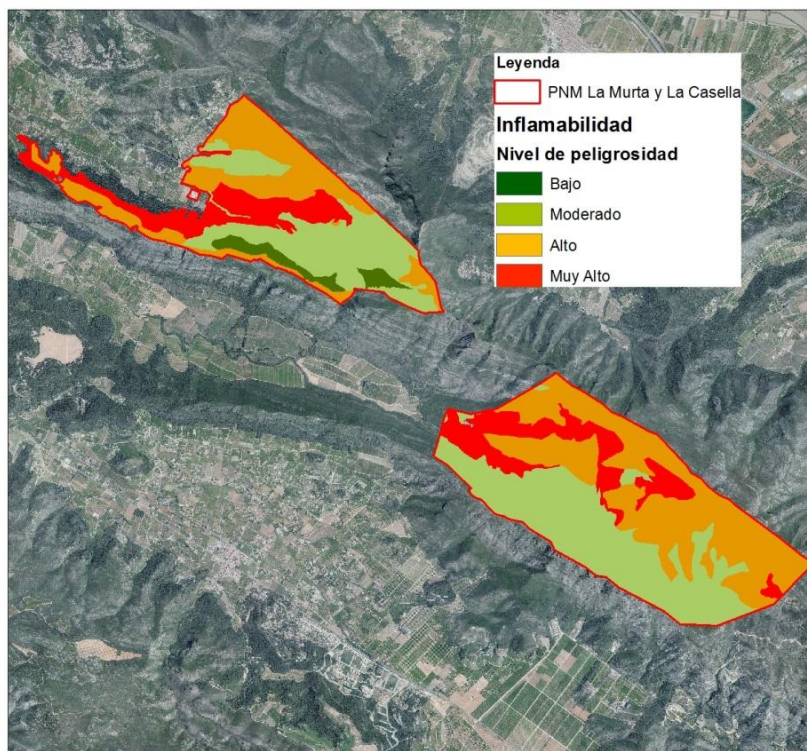 Leyenda
PNM La Murta y La Casella
Inflamabilidad
Nivel de peligrosidad
Bajo
Moderado
Alto
Muy Alto